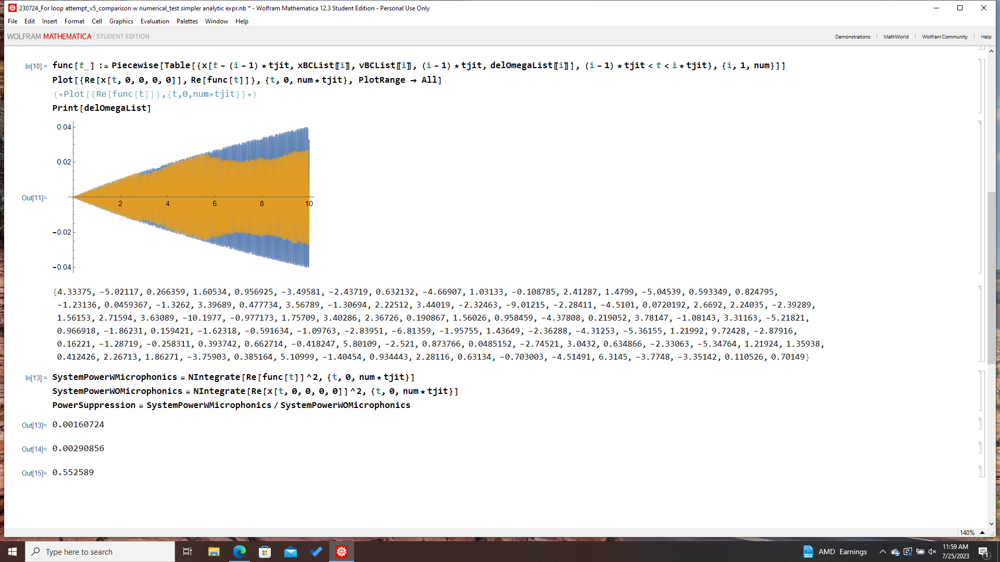 230724_For loop attempt_v5_comparison w numerical_test simpler analytic expr.nb * - Wolfram Mathematica 12.3 Student Edition - Personal Use Only
File Edit Insert Format Cell Graphics Evaluation Palettes Window Help
WOLFRAM MATHEMATICA STUDENT EDITION Demonstrations MathWorld Wolfram Community Help
In[10]:= func[t_] := Piecewise[Table[{x[t - (i - 1) * tjit, xBCList[[i]], vBCList[[i]], (i - 1) * tjit, delOmegaList[[i]]], (i - 1) * tjit < t < i * tjit}, {i, 1, num}]]
Plot[{Re[x[t, 0, 0, 0, 0]], Re[func[t]]}, {t, 0, num * tjit}, PlotRange → All]
(*Plot[{Re[func[t]]},{t,0,num*tjit}]*)
Print[delOmegaList]
0.04
0.02
Out[11]=
2 4 6 8 10
-0.02
-0.04
{4.33375, -5.02117, 0.266359, 1.60534, 0.956925, -3.49581, -2.43719, 0.632132, -4.66907, 1.03133, -0.108785, 2.41287, 1.4799, -5.04539, 0.593349, 0.824795,
-1.23136, 0.0459367, -1.3262, 3.39689, 0.477734, 3.56789, -1.30694, 2.22512, 3.44019, -2.32463, -9.01215, -2.28411, -4.5101, 0.0720192, 2.6692, 2.24035, -2.39289,
1.56153, 2.71594, 3.63089, -10.1977, -0.977173, 1.75709, 3.40286, 2.36726, 0.190867, 1.56026, 0.958459, -4.37808, 0.219052, 3.78147, -1.08143, 3.31163, -5.21821,
0.966918, -1.86231, 0.159421, -1.62318, -0.591634, -1.09763, -2.83951, -6.81359, -1.95755, 1.43649, -2.36288, -4.31253, -5.36155, 1.21992, 9.72428, -2.87916,
0.16221, -1.28719, -0.258311, 0.393742, 0.662714, -0.418247, 5.80109, -2.521, 0.873766, 0.0485152, -2.74521, 3.0432, 0.634866, -2.33063, -5.34764, 1.21924, 1.35938,
0.412426, 2.26713, 1.86271, -3.75903, 0.385164, 5.10999, -1.40454, 0.934443, 2.28116, 0.63134, -0.703003, -4.51491, 6.3145, -3.7748, -3.35142, 0.110526, 0.70149}
In[13]:= SystemPowerWMicrophonics = NIntegrate[Re[func[t]]^2, {t, 0, num * tjit}]
SystemPowerWOMicrophonics = NIntegrate[Re[x[t, 0, 0, 0, 0]]^2, {t, 0, num * tjit}]
PowerSuppression = SystemPowerWMicrophonics / SystemPowerWOMicrophonics
Out[13]= 0.00160724
Out[14]= 0.00290856
Out[15]= 0.552589
140%
Type here to search
AMD Earnings
11:59 AM
7/25/2023
1